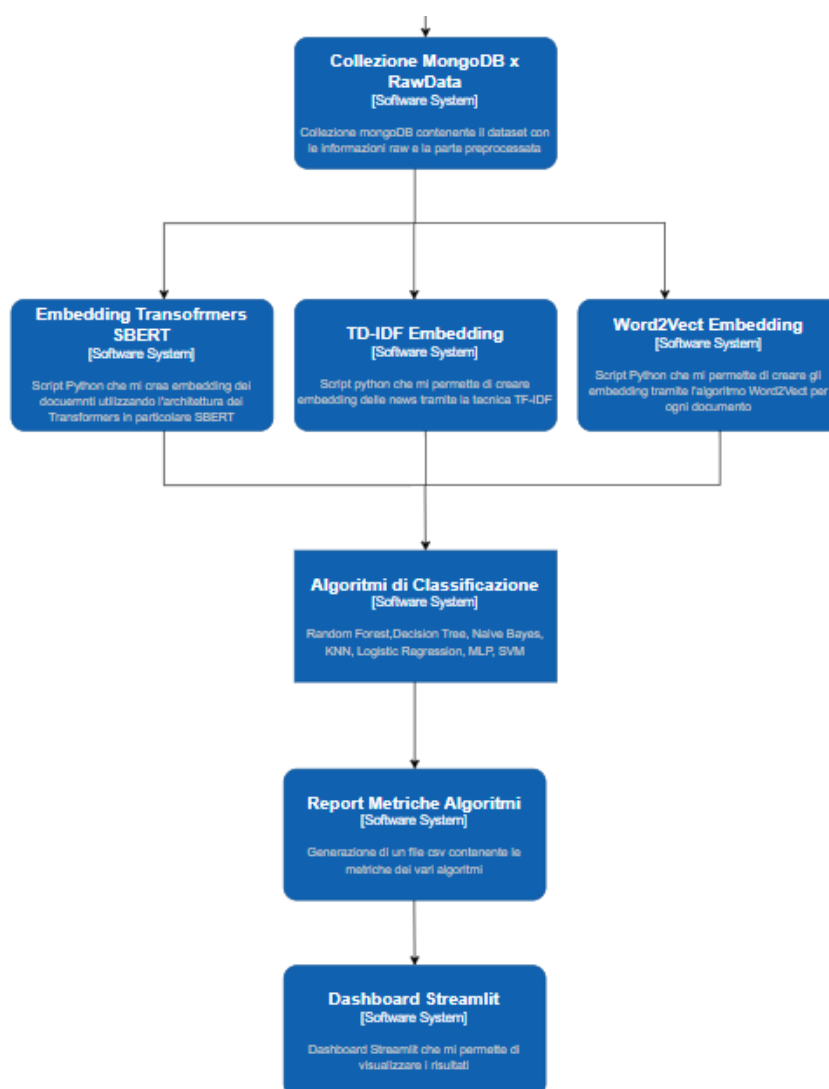 Collezione MongoDB x
RawData
[Software System]
Collezione mongoDB contenente il dataset con
le informazioni raw e la parte preprocessata
Embedding Transofrmers
SBERT
[Software System]
Script Python che mi crea embedding dei
docuemnti utilizzando l'architettura dei
Transformers in particolare SBERT
TD-IDF Embedding
[Software System]
Script python che mi permette di creare
embedding delle news tramite la tecnica TF-IDF
Word2Vect Embedding
[Software System]
Script Python che mi permette di creare gli
embedding tramite l'algoritmo Word2Vect per
ogni documento
Algoritmi di Classificazione
[Software System]
Random Forest,Decision Tree, Naive Bayes,
KNN, Logistic Regression, MLP, SVM
Report Metriche Algoritmi
[Software System]
Generazione di un file csv contenente le
metriche dei vari algoritmi
Dashboard Streamlit
[Software System]
Dashboard Streamlit che mi permette di
visualizzare i risultati